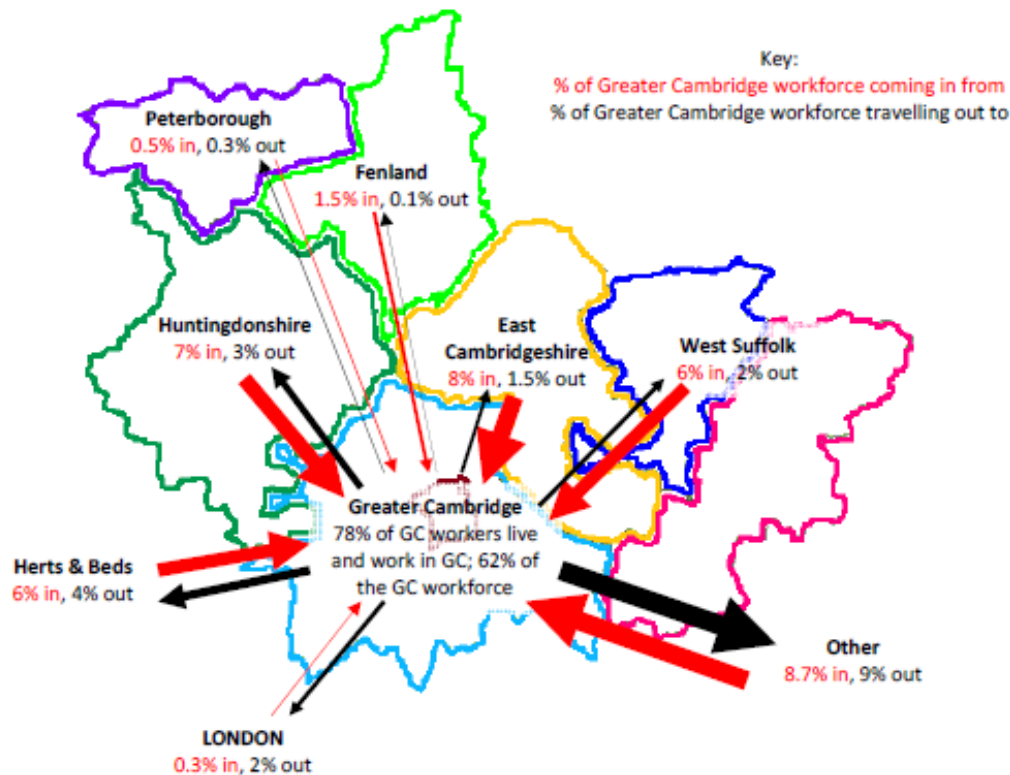 Key:
% of Greater Cambridge workforce coming in from
% of Greater Cambridge workforce travelling out to
Peterborough
0.5% in, 0.3% out
Fenland
1.5% in, 0.1% out
Huntingdonshire
7% in, 3% out
East
Cambridgeshire
8% in, 1.5% out
West Suffolk
6% in, 2% out
Greater Cambridge
78% of GC workers live
and work in GC; 62% of
the GC workforce
Herts & Beds
6% in, 4% out
Other
8.7% in, 9% out
LONDON
0.3% in, 2% out